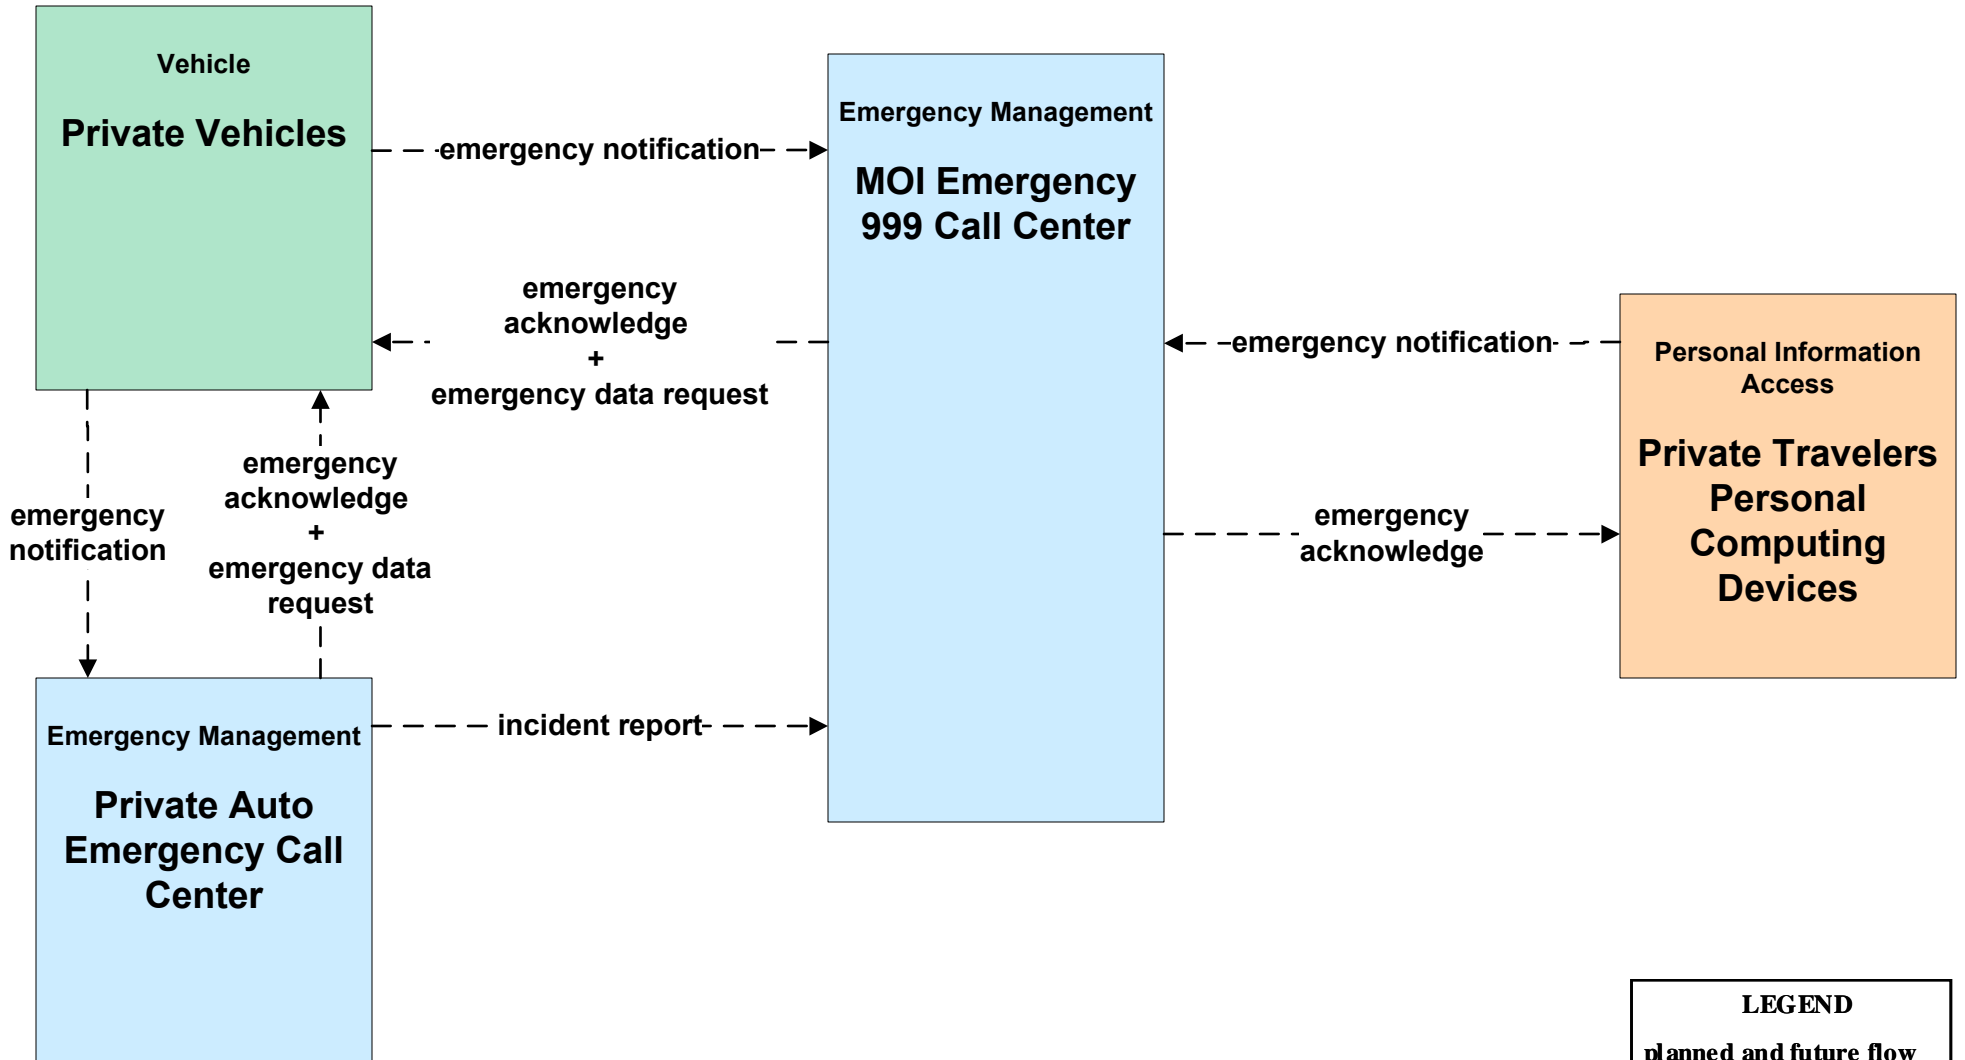 Vehicle
Private Vehicles
emergency notification
Emergency Management
MOI Emergency
999 Call Center
emergency
acknowledge
+
emergency data request
emergency notification
Personal Information
Access
Private Travelers
Personal
Computing
Devices
emergency
acknowledge
emergency
notification
emergency
acknowledge
+
emergency data
request
incident report
Emergency Management
Private Auto
Emergency Call
Center
LEGEND
planned and future flow